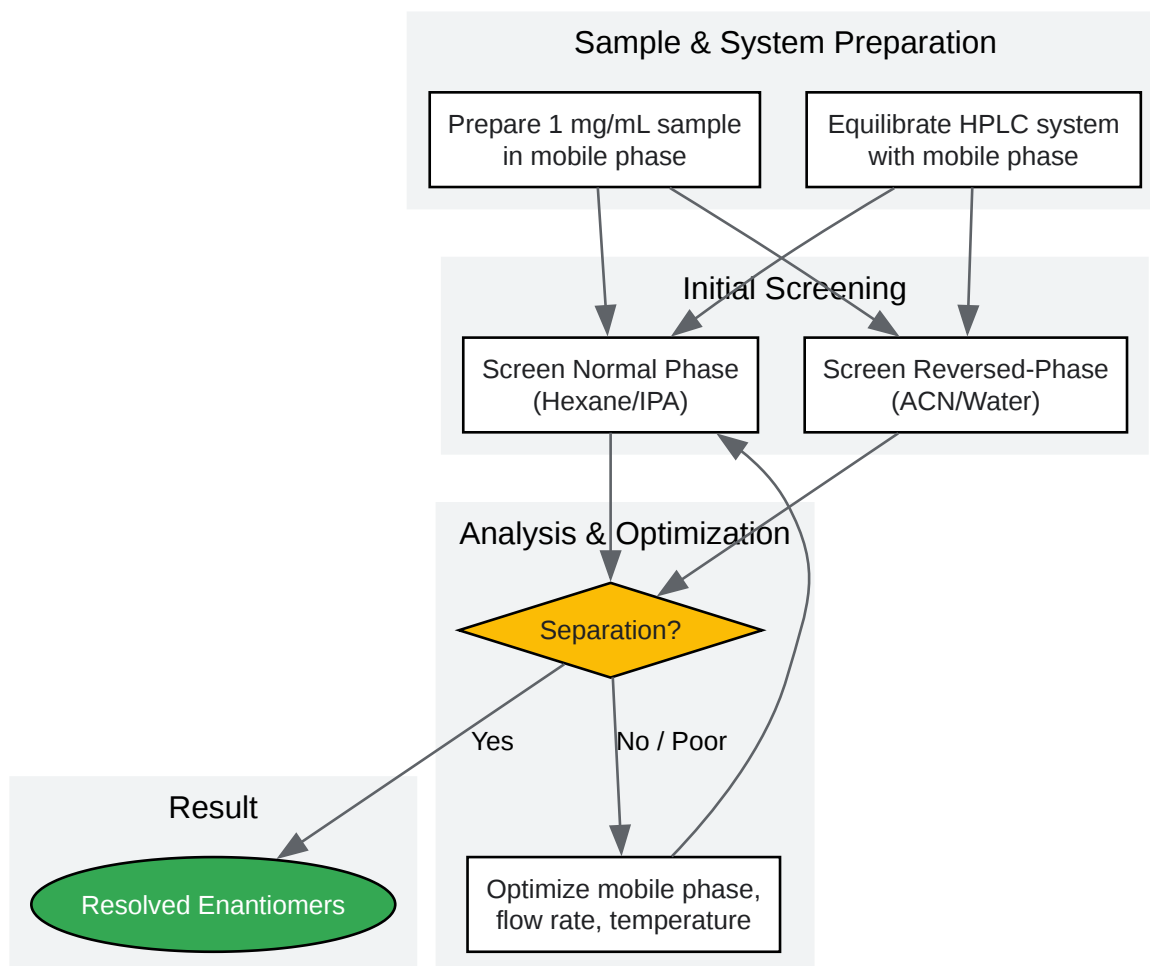 Sample & System Preparation
Prepare 1 mg/mL sample
in mobile phase
Equilibrate HPLC system
with mobile phase
Initial Screening
Screen Normal Phase
(Hexane/IPA)
Screen Reversed-Phase
(ACN/Water)
Analysis & Optimization
Separation?
Yes
No / Poor
Result
Resolved Enantiomers
Optimize mobile phase,
flow rate, temperature